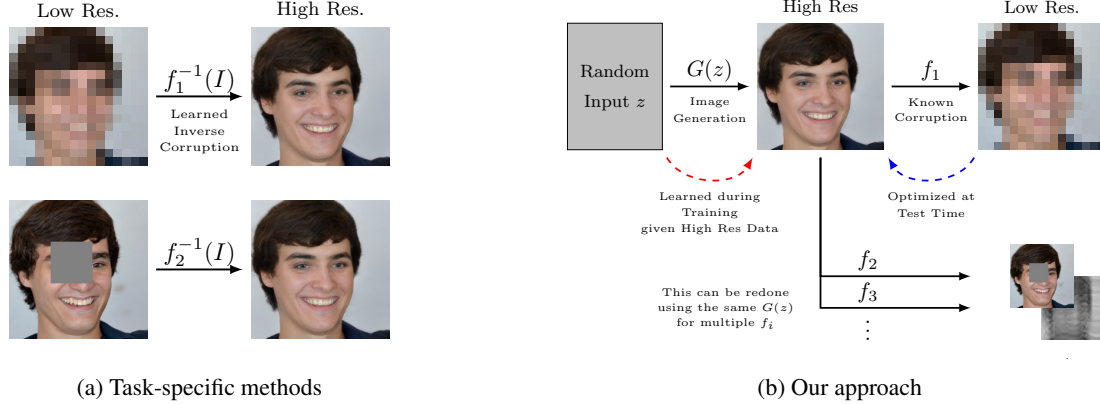 Low Res.
High Res.
f_1^{-1}(I)
Learned
Inverse
Corruption
f_2^{-1}(I)
(a) Task-specific methods
High Res
Low Res.
Random
Input z
G(z)
Image
Generation
f_1
Known
Corruption
Learned during
Training
given High Res Data
Optimized at
Test Time
f_2
f_3
⋮
This can be redone
using the same G(z)
for multiple f_i
(b) Our approach